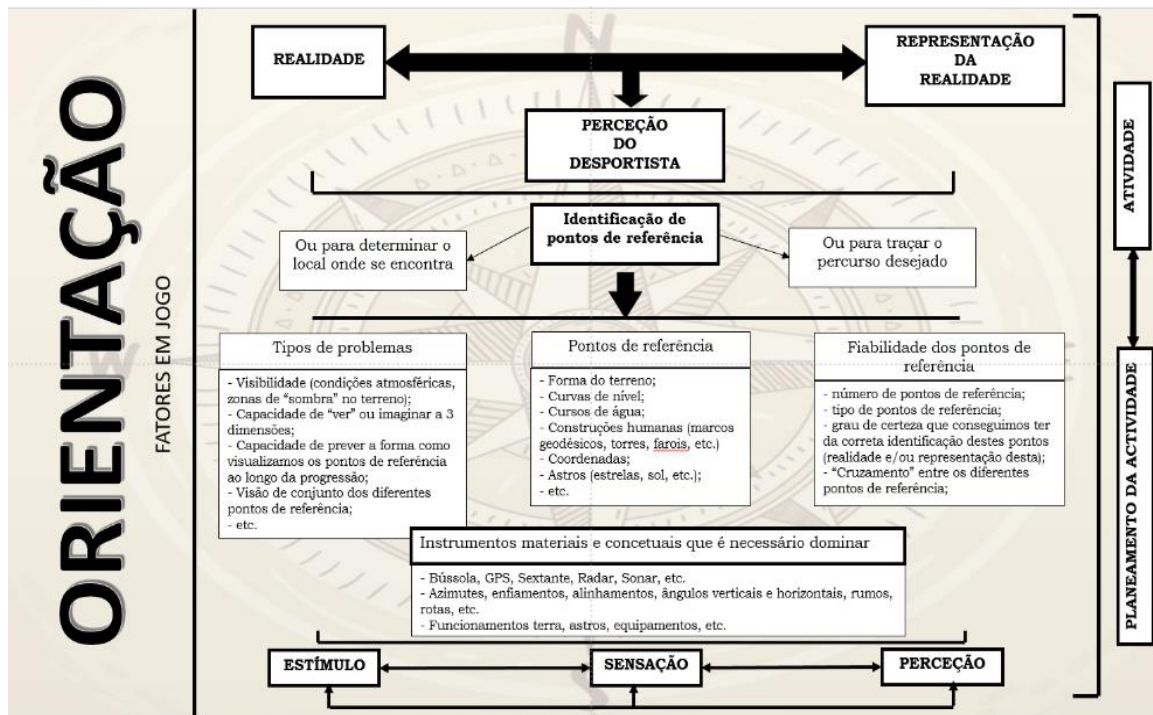 ORIENTAÇÃO
FATORES EM JOGO
REALIDADE
REPRESENTAÇÃO
DA
REALIDADE
PERCEÇÃO
DO
DESPORTISTA
Identificação de
pontos de referência
Ou para determinar o
local onde se encontra
Ou para traçar o
percurso desejado
Tipos de problemas
- Visibilidade (condições atmosféricas,
zonas de “sombra” no terreno);
- Capacidade de “ver” ou imaginar a 3
dimensões;
- Capacidade de prever a forma como
visualizamos os pontos de referência
ao longo da progressão;
- Visão de conjunto dos diferentes
pontos de referência;
- etc.
Pontos de referência
- Forma do terreno;
- Curvas de nível;
- Cursos de água;
- Construções humanas (marcos
geodésicos, torres, farois, etc.)
- Coordenadas;
- Astros (estrelas, sol, etc.);
- etc.
Fiabilidade dos pontos de
referência
- número de pontos de referência;
- tipo de pontos de referência;
- grau de certeza que conseguimos ter
da correta identificação destes pontos
(realidade e/ou representação desta);
- “Cruzamento” entre os diferentes
pontos de referência;
Instrumentos materiais e concetuais que é necessário dominar
- Bússola, GPS, Sextante, Radar, Sonar, etc.
- Azimutes, enfiamentos, alinhamentos, ângulos verticais e horizontais, rumos,
rotas, etc.
- Funcionamentos terra, astros, equipamentos, etc.
ESTÍMULO
SENSAÇÃO
PERCEÇÃO
ATIVIDADE
PLANEAMENTO DA ACTIVIDADE
N